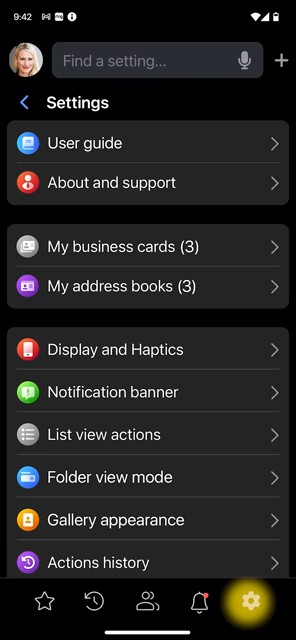 9:42
Find a setting...
Settings
User guide
About and support
My business cards (3)
My address books (3)
Display and Haptics
Notification banner
List view actions
Folder view mode
Gallery appearance
Actions history